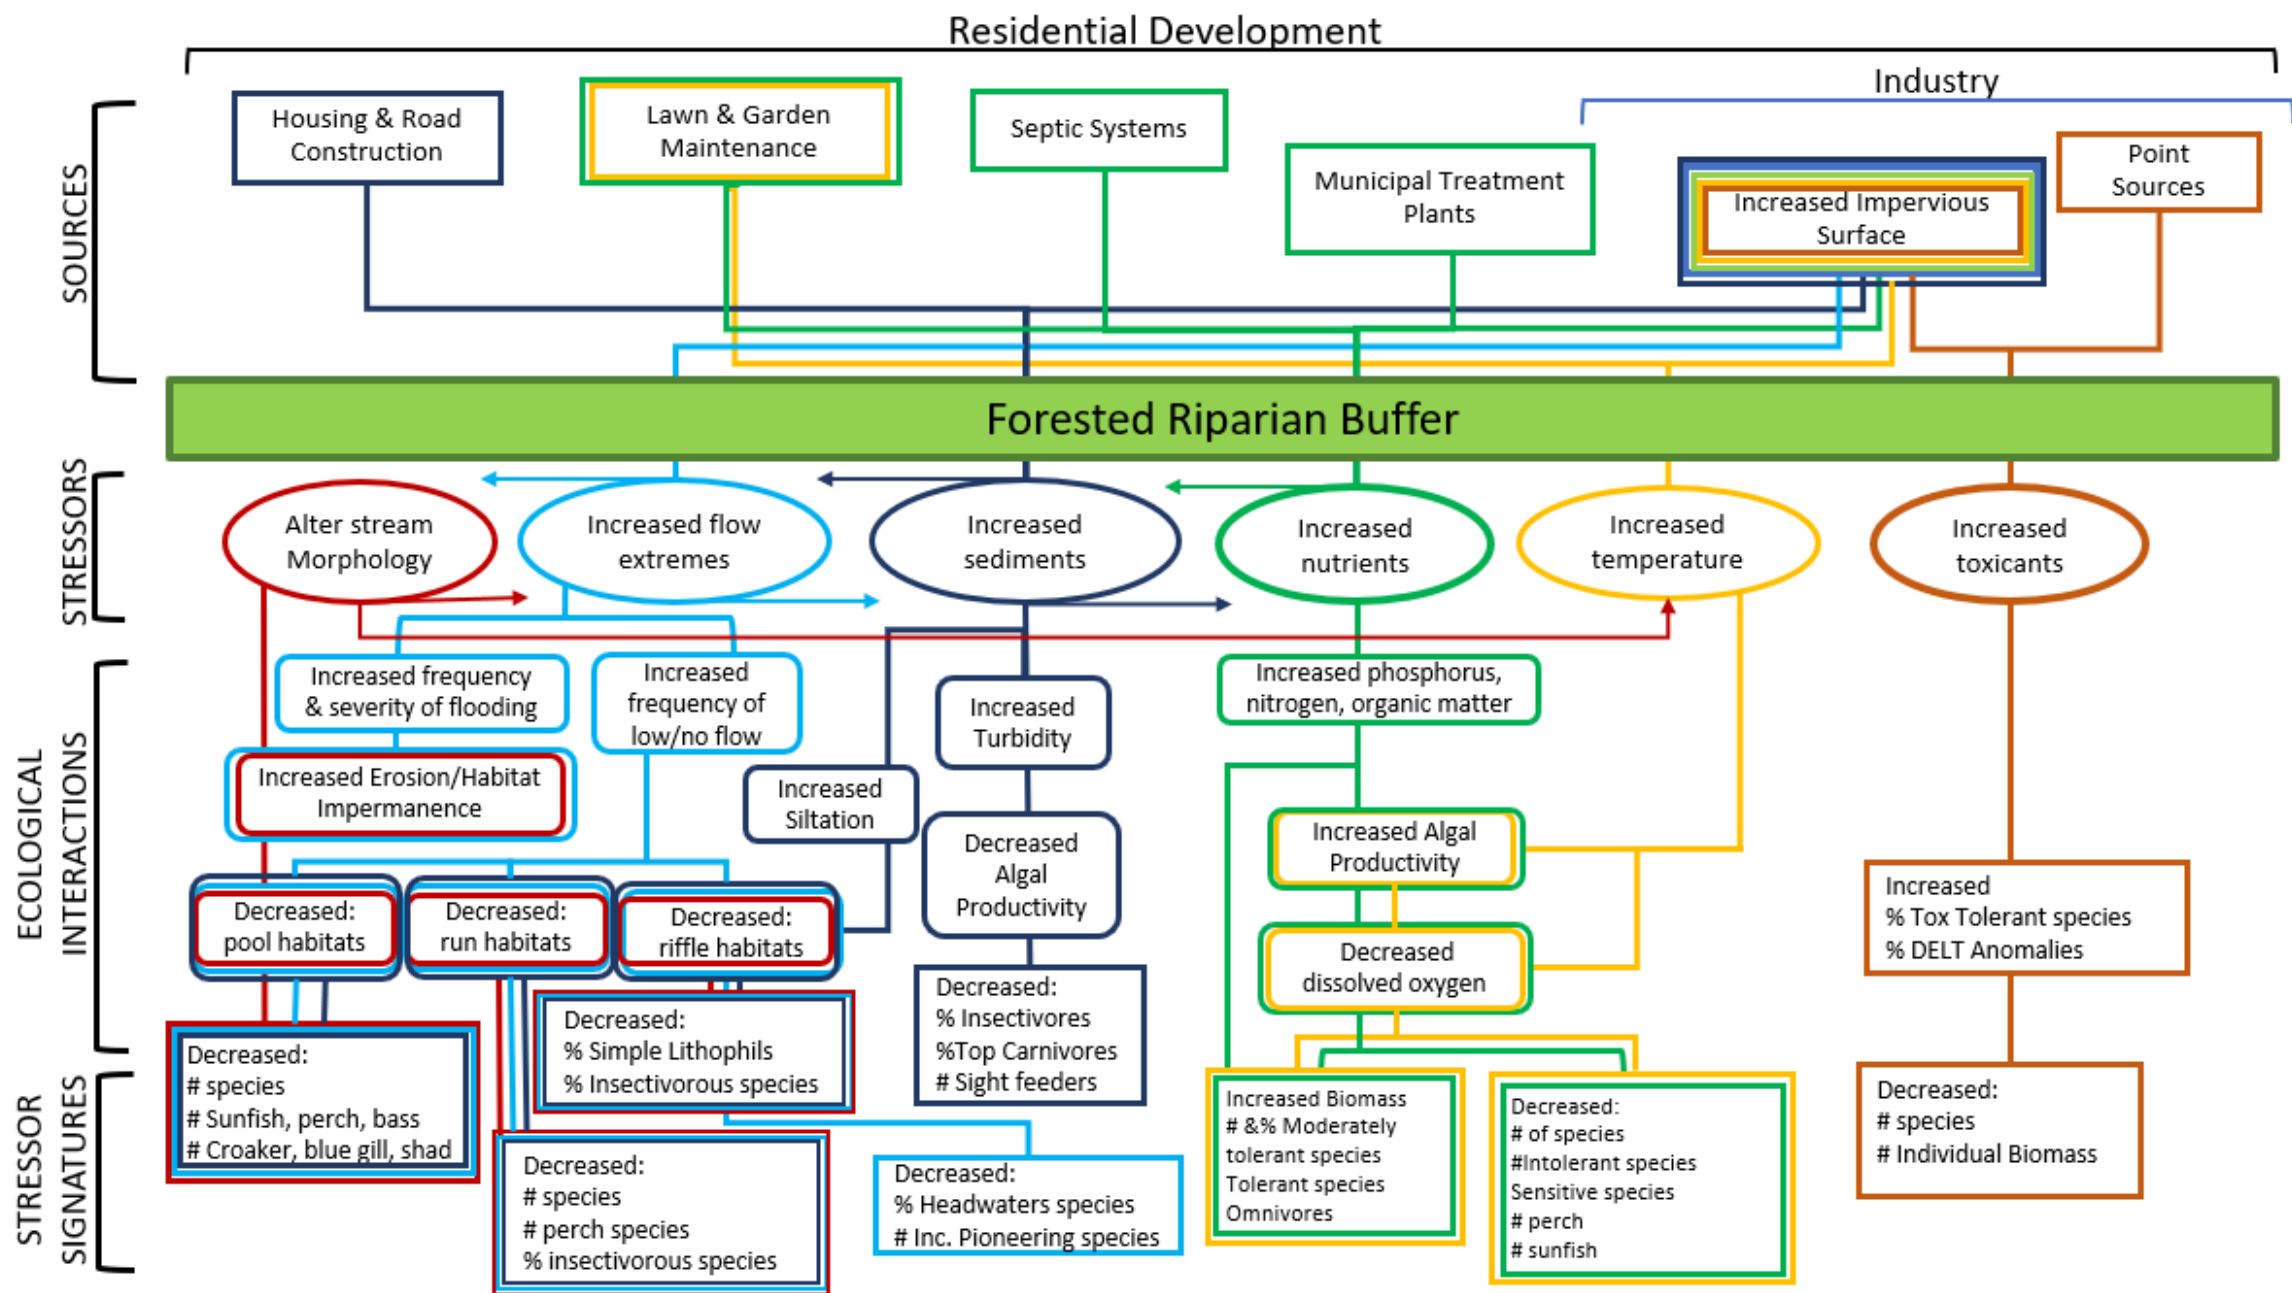 Residential Development
Industry
SOURCES
Housing & Road
Construction
Lawn & Garden
Maintenance
Septic Systems
Municipal Treatment
Plants
Increased Impervious
Surface
Point
Sources
Forested Riparian Buffer
STRESSORS
Alter stream
Morphology
Increased flow
extremes
Increased
sediments
Increased
nutrients
Increased
temperature
Increased
toxicants
ECOLOGICAL
INTERACTIONS
Increased frequency
& severity of flooding
Increased
frequency of
low/no flow
Increased
Turbidity
Increased phosphorus,
nitrogen, organic matter
Increased Erosion/Habitat
Impermanence
Increased
Siltation
Decreased
Algal
Productivity
Increased Algal
Productivity
Decreased:
pool habitats
Decreased:
run habitats
Decreased:
riffle habitats
Decreased
dissolved oxygen
Increased
% Tox Tolerant species
% DELT Anomalies
STRESSOR
SIGNATURES
Decreased:
# species
# Sunfish, perch, bass
# Croaker, blue gill, shad
Decreased:
% Simple Lithophils
% Insectivorous species
Decreased:
% Insectivores
%Top Carnivores
# Sight feeders
Decreased:
# species
# perch species
% insectivorous species
Decreased:
% Headwaters species
# Inc. Pioneering species
Increased Biomass
# &% Moderately
tolerant species
Tolerant species
Omnivores
Decreased:
# of species
#Intolerant species
Sensitive species
# perch
# sunfish
Decreased:
# species
# Individual Biomass